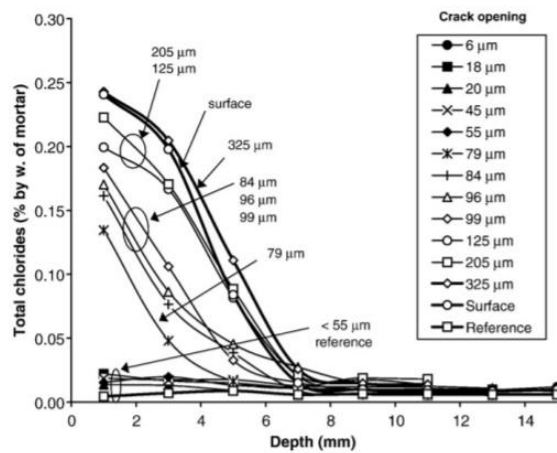 0.30
0.25
0.20
0.15
0.10
0.05
0.00
Total chlorides (% by w. of mortar)
205 µm
125 µm
surface
325 µm
84 µm
96 µm
99 µm
79 µm
< 55 µm
reference
0 2 4 6 8 10 12 14
Depth (mm)
Crack opening
6 µm
18 µm
20 µm
45 µm
55 µm
79 µm
84 µm
96 µm
99 µm
125 µm
205 µm
325 µm
Surface
Reference